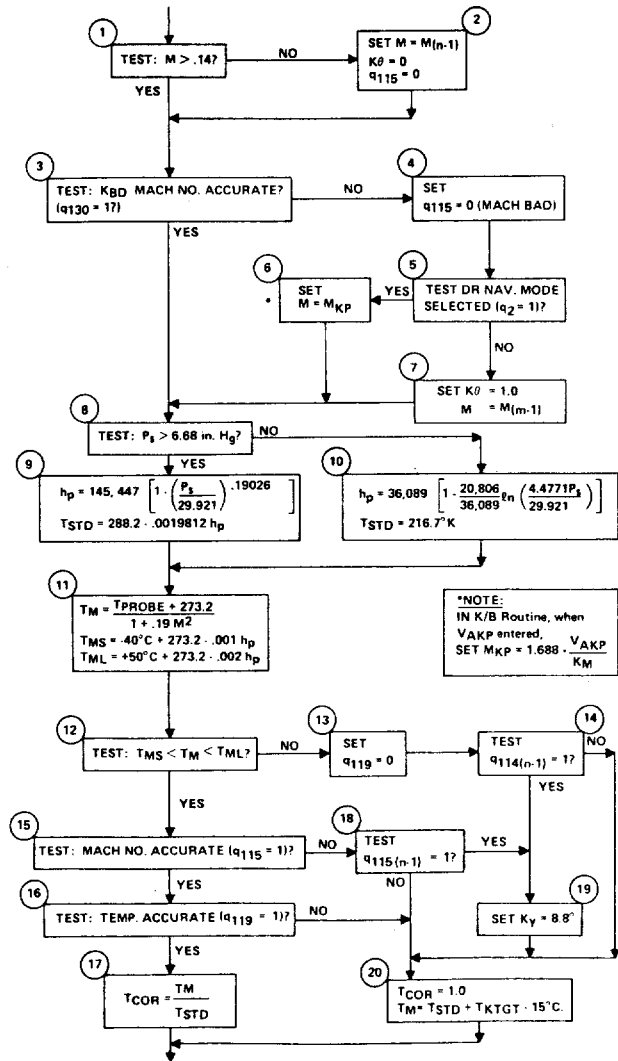 1
TEST: M > .14?
NO
YES
2
SET M = M(n-1)
Kθ = 0
q115 = 0
3
TEST: KBD MACH NO. ACCURATE?
(q130 = 1?)
NO
YES
4
SET
q115 = 0 (MACH BAD)
5
TEST DR NAV. MODE
SELECTED (q2 = 1)?
YES
NO
6
* SET
M = MKP
7
SET Kθ = 1.0
M = M(m-1)
8
TEST: Ps > 6.68 in. Hg?
NO
YES
9
hp = 145,447 [1 - (Ps/29.921) .19026]
TSTD = 288.2 - .0019812 hp
10
hp = 36,089 [1 - 20,806/36,089 ℓn (4.4771Ps/29.921)]
TSTD = 216.7°K
11
TM = TPROBE + 273.2 / 1 + .19 M²
TMS = -40°C + 273.2 - .001 hp
TML = +50°C + 273.2 - .002 hp
*NOTE:
IN K/B Routine, when
VAKP entered,
SET MKP = 1.688 · VAKP/KM
12
TEST: TMS < TM < TML?
NO
YES
13
SET
q119 = 0
14
TEST
q114(n-1) = 1?
NO
YES
15
TEST: MACH NO. ACCURATE (q115 = 1)?
NO
YES
18
TEST
q115(n-1) = 1?
YES
NO
16
TEST: TEMP. ACCURATE (q119 = 1)?
NO
YES
19
SET Kγ = 8.8°
17
TCOR = TM/TSTD
20
TCOR = 1.0
TM = TSTD + TKTGT - 15°C.